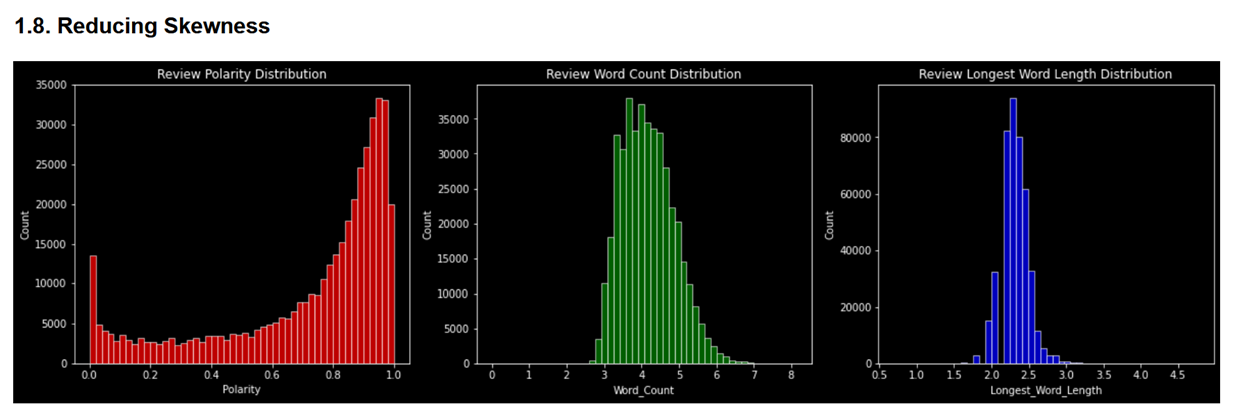 1.8. Reducing Skewness
Review Polarity Distribution
35000
30000
25000
20000
15000
10000
5000
0
Count
0.0 0.2 0.4 0.6 0.8 1.0
Polarity
Review Word Count Distribution
35000
30000
25000
20000
15000
10000
5000
0
Count
0 1 2 3 4 5 6 7 8
Word_Count
Review Longest Word Length Distribution
80000
60000
40000
20000
0
Count
0.5 1.0 1.5 2.0 2.5 3.0 3.5 4.0 4.5
Longest_Word_Length